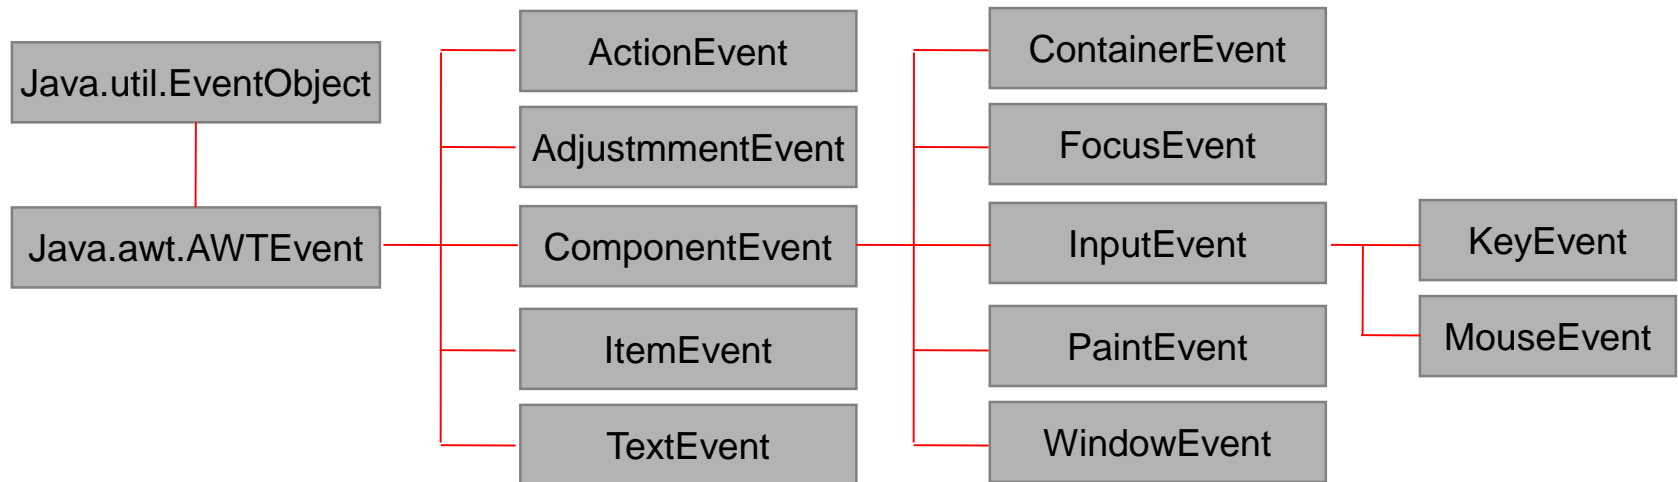 Java.util.EventObject
Java.awt.AWTEvent
ActionEvent
AdjustmmentEvent
ComponentEvent
ItemEvent
TextEvent
ContainerEvent
FocusEvent
InputEvent
PaintEvent
WindowEvent
KeyEvent
MouseEvent